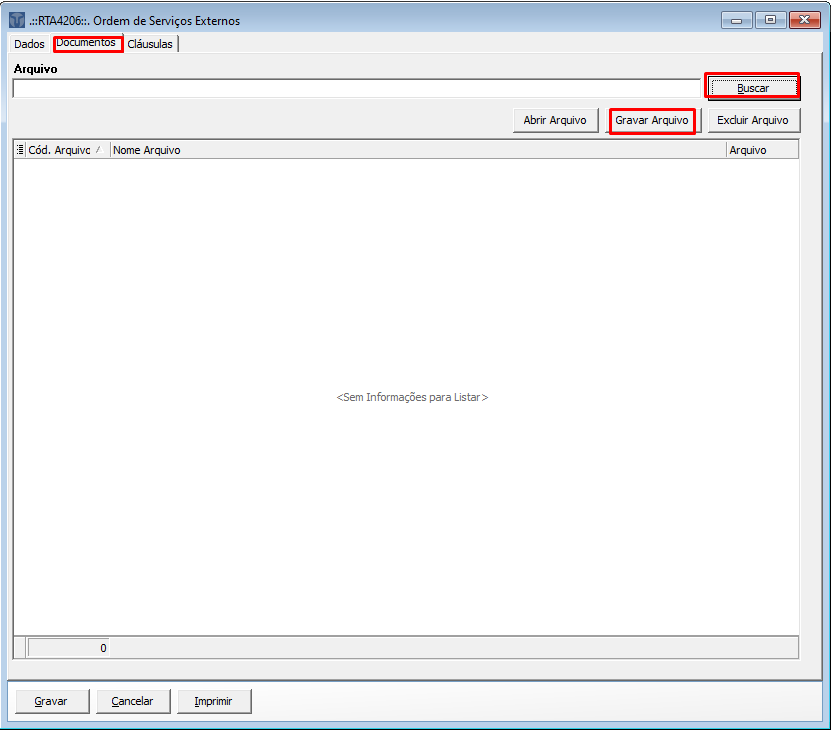 .::RTA4206::. Ordem de Serviços Externos
Dados Documentos Cláusulas
Arquivo
Buscar
Abrir Arquivo Gravar Arquivo Excluir Arquivo
Cód. Arquivo Nome Arquivo Arquivo
<Sem Informações para Listar>
0
Gravar Cancelar Imprimir